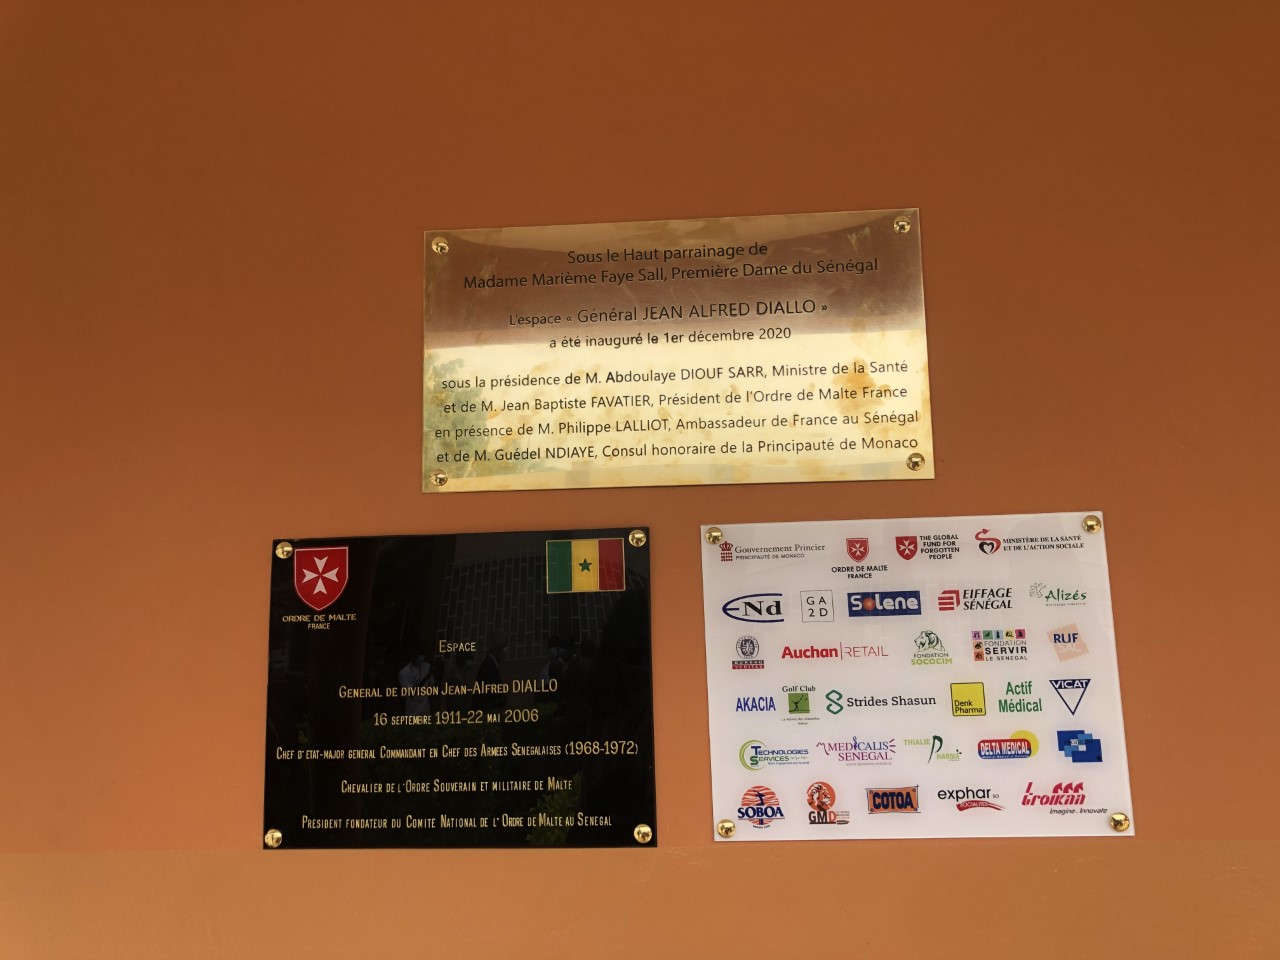 Sous le Haut parrainage de
Madame Marième Faye Sall, Première Dame du Sénégal
L'espace « Général JEAN ALFRED DIALLO »
a été inauguré le 1er décembre 2020
sous la présidence de M. Abdoulaye DIOUF SARR, Ministre de la Santé
et de M. Jean Baptiste FAVATIER, Président de l'Ordre de Malte France
en présence de M. Philippe LALLIOT, Ambassadeur de France au Sénégal
et de M. Guédel NDIAYE, Consul honoraire de la Principauté de Monaco
ORDRE DE MALTE
FRANCE
ESPACE
GENERAL DE DIVISON JEAN-ALFRED DIALLO
16 SEPTEMBRE 1911-22 MAI 2006
CHEF D'ETAT-MAJOR GENERAL COMMANDANT EN CHEF DES ARMEES SENEGALAISES (1968-1972)
CHEVALIER DE L'ORDRE SOUVERAIN ET MILITAIRE DE MALTE
PRESIDENT FONDATEUR DU COMITE NATIONAL DE L'ORDRE DE MALTE AU SENEGAL
Gouvernement Princier
PRINCIPAUTÉ DE MONACO
ORDRE DE MALTE
FRANCE
THE GLOBAL
FUND FOR
FORGOTTEN
PEOPLE
MINISTÈRE DE LA SANTÉ
ET DE L'ACTION SOCIALE
ENd
GA
2D
Solene
EIFFAGE
SÉNÉGAL
Alizés
BUREAU
VERITAS
Auchan | RETAIL
FONDATION
SOCOCIM
FONDATION
SERVIR
LE SENEGAL
RUF
SAC
AKACIA
Golf Club
Strides Shasun
Denk
Pharma
Actif
Médical
VICAT
TECHNOLOGIES
SERVICES
MEDICALIS
SENEGAL
THIALIE
PHARMA
DELTA MEDICAL
SOBOA
GMD
COTOA
exphar sa
Troikaa
Imagine. Innovate